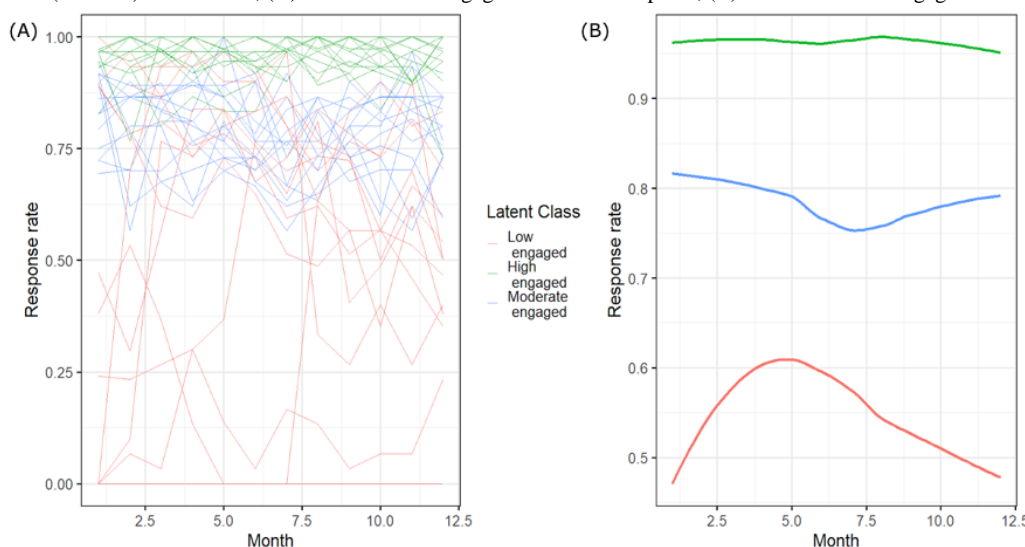 (A)
(B)
1.00
0.75
0.50
0.25
0.00
Response rate
2.5
5.0
7.5
10.0
12.5
Month
Latent Class
Low
engaged
High
engaged
Moderate
engaged
0.9
0.8
0.7
0.6
0.5
Response rate
2.5
5.0
7.5
10.0
12.5
Month